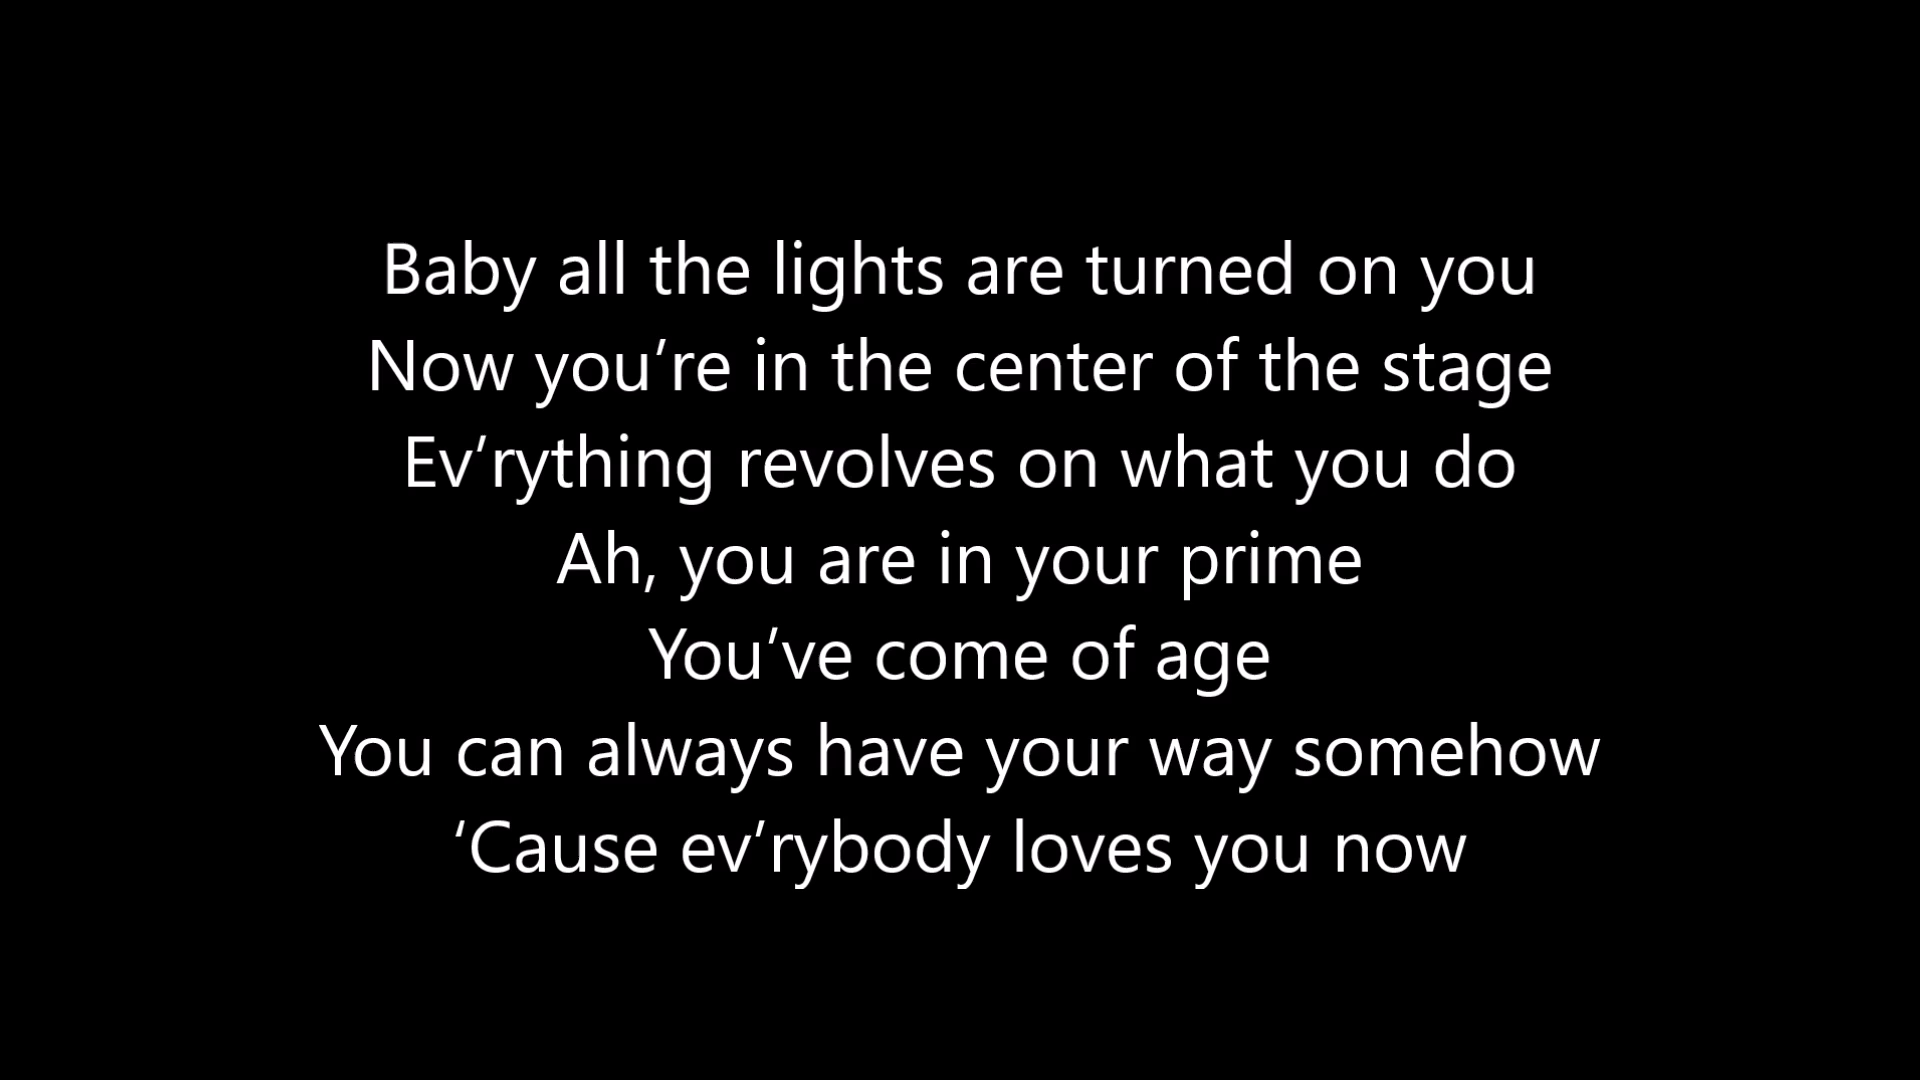 Baby all the lights are turned on you
Now you’re in the center of the stage
Ev’rything revolves on what you do
Ah, you are in your prime
You’ve come of age
You can always have your way somehow
‘Cause ev’rybody loves you now